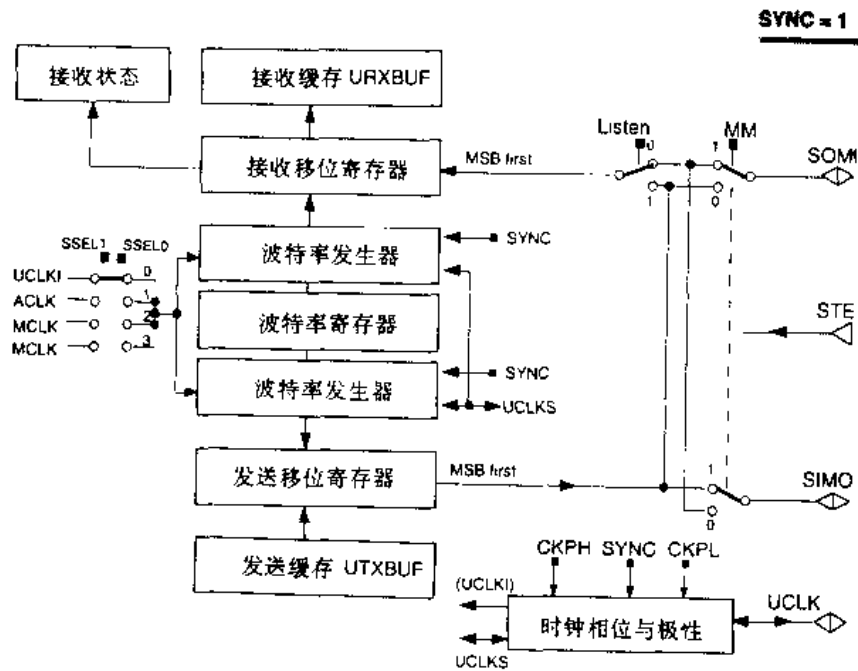 SYNC = 1
接收状态
接收缓存 URXBUF
Listen
MM
0
1
SOMI
接收移位寄存器
MSB first
1
0
SSEL1
SSEL0
波特率发生器
SYNC
UCLKI
0
ACLK
1
MCLK
2
MCLK
3
波特率寄存器
STE
波特率发生器
SYNC
UCLKS
发送移位寄存器
MSB first
1
SIMO
0
发送缓存 UTXBUF
CKPH
SYNC
CKPL
(UCLKI)
时钟相位与极性
UCLK
UCLKS